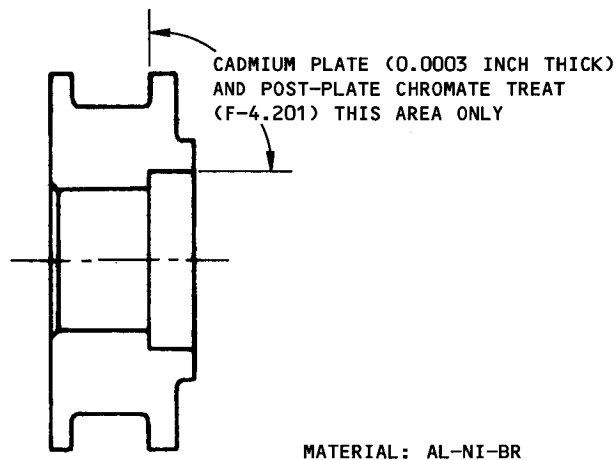 CADMIUM PLATE (0.0003 INCH THICK)
AND POST-PLATE CHROMATE TREAT
(F-4.201) THIS AREA ONLY
MATERIAL: AL-NI-BR